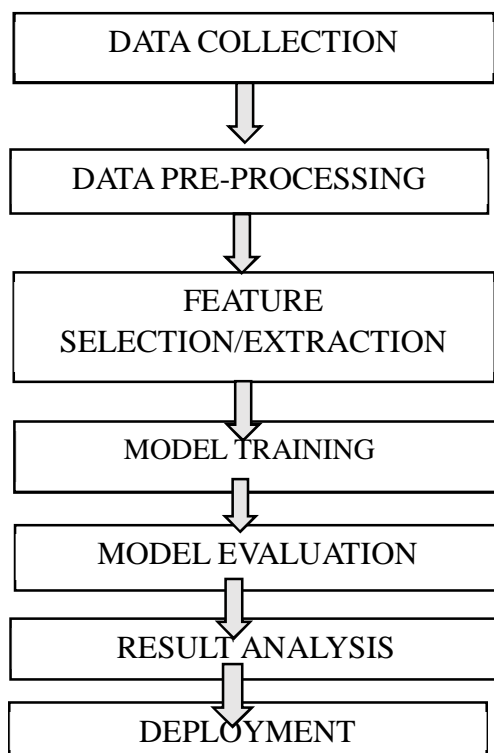 DATA COLLECTION
DATA PRE-PROCESSING
FEATURE
SELECTION/EXTRACTION
MODEL TRAINING
MODEL EVALUATION
RESULT ANALYSIS
DEPLOYMENT